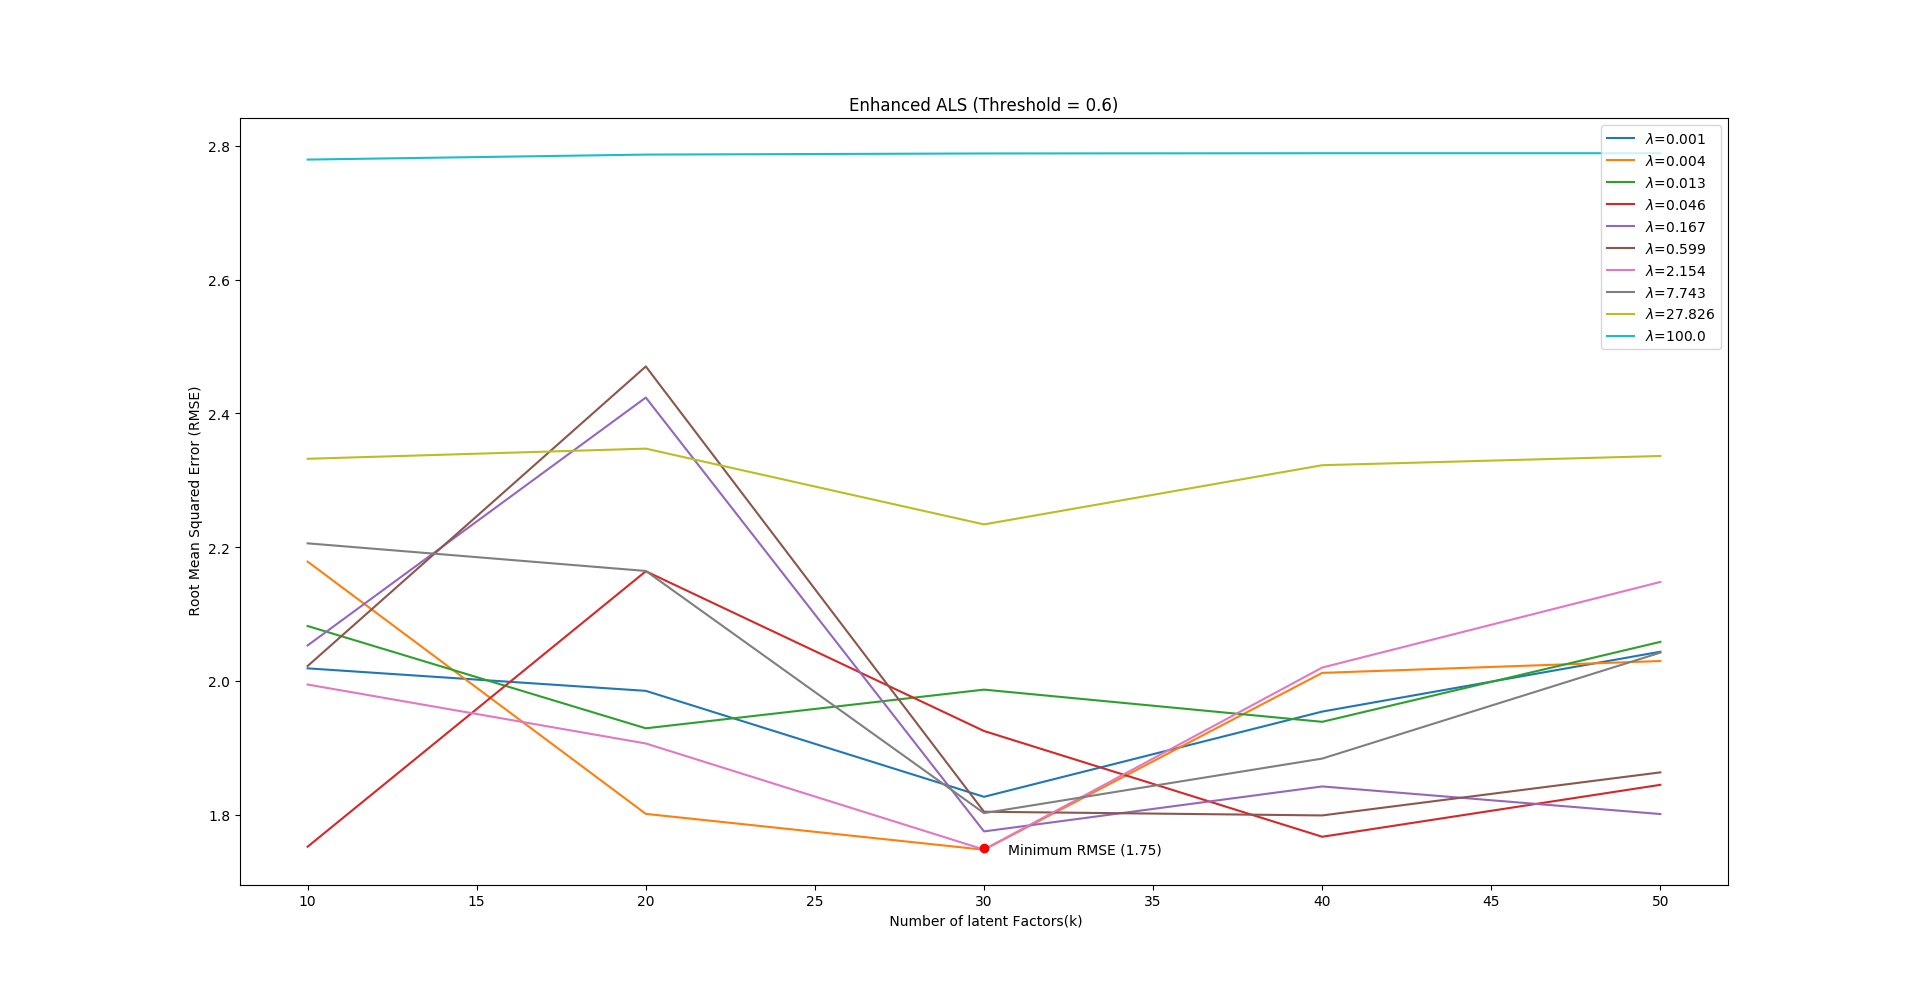 Enhanced ALS (Threshold = 0.6)
2.8
2.6
2.4
2.2
2.0
1.8
Root Mean Squared Error (RMSE)
λ=0.001
λ=0.004
λ=0.013
λ=0.046
λ=0.167
λ=0.599
λ=2.154
λ=7.743
λ=27.826
λ=100.0
Minimum RMSE (1.75)
10 15 20 25 30 35 40 45 50
Number of latent Factors(k)